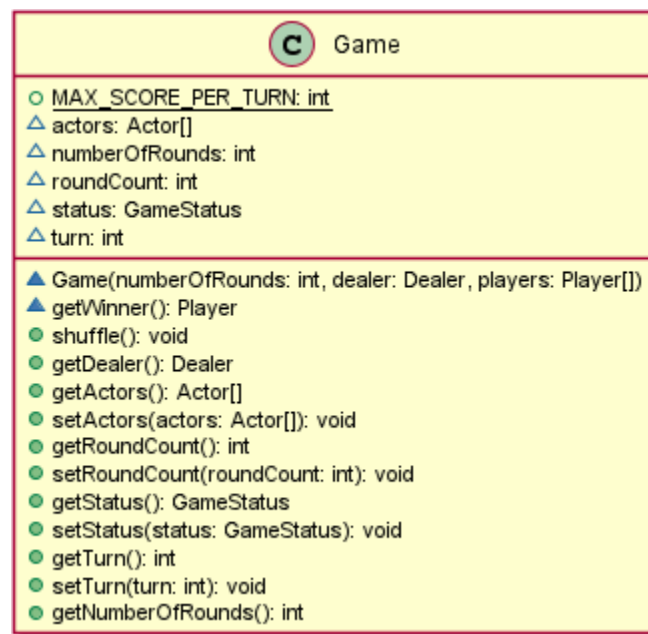 C Game
MAX_SCORE_PER_TURN: int
actors: Actor[]
numberOfRounds: int
roundCount: int
status: GameStatus
turn: int
Game(numberOfRounds: int, dealer: Dealer, players: Player[])
getWinner(): Player
shuffle(): void
getDealer(): Dealer
getActors(): Actor[]
setActors(actors: Actor[]): void
getRoundCount(): int
setRoundCount(roundCount: int): void
getStatus(): GameStatus
setStatus(status: GameStatus): void
getTurn(): int
setTurn(turn: int): void
getNumberOfRounds(): int